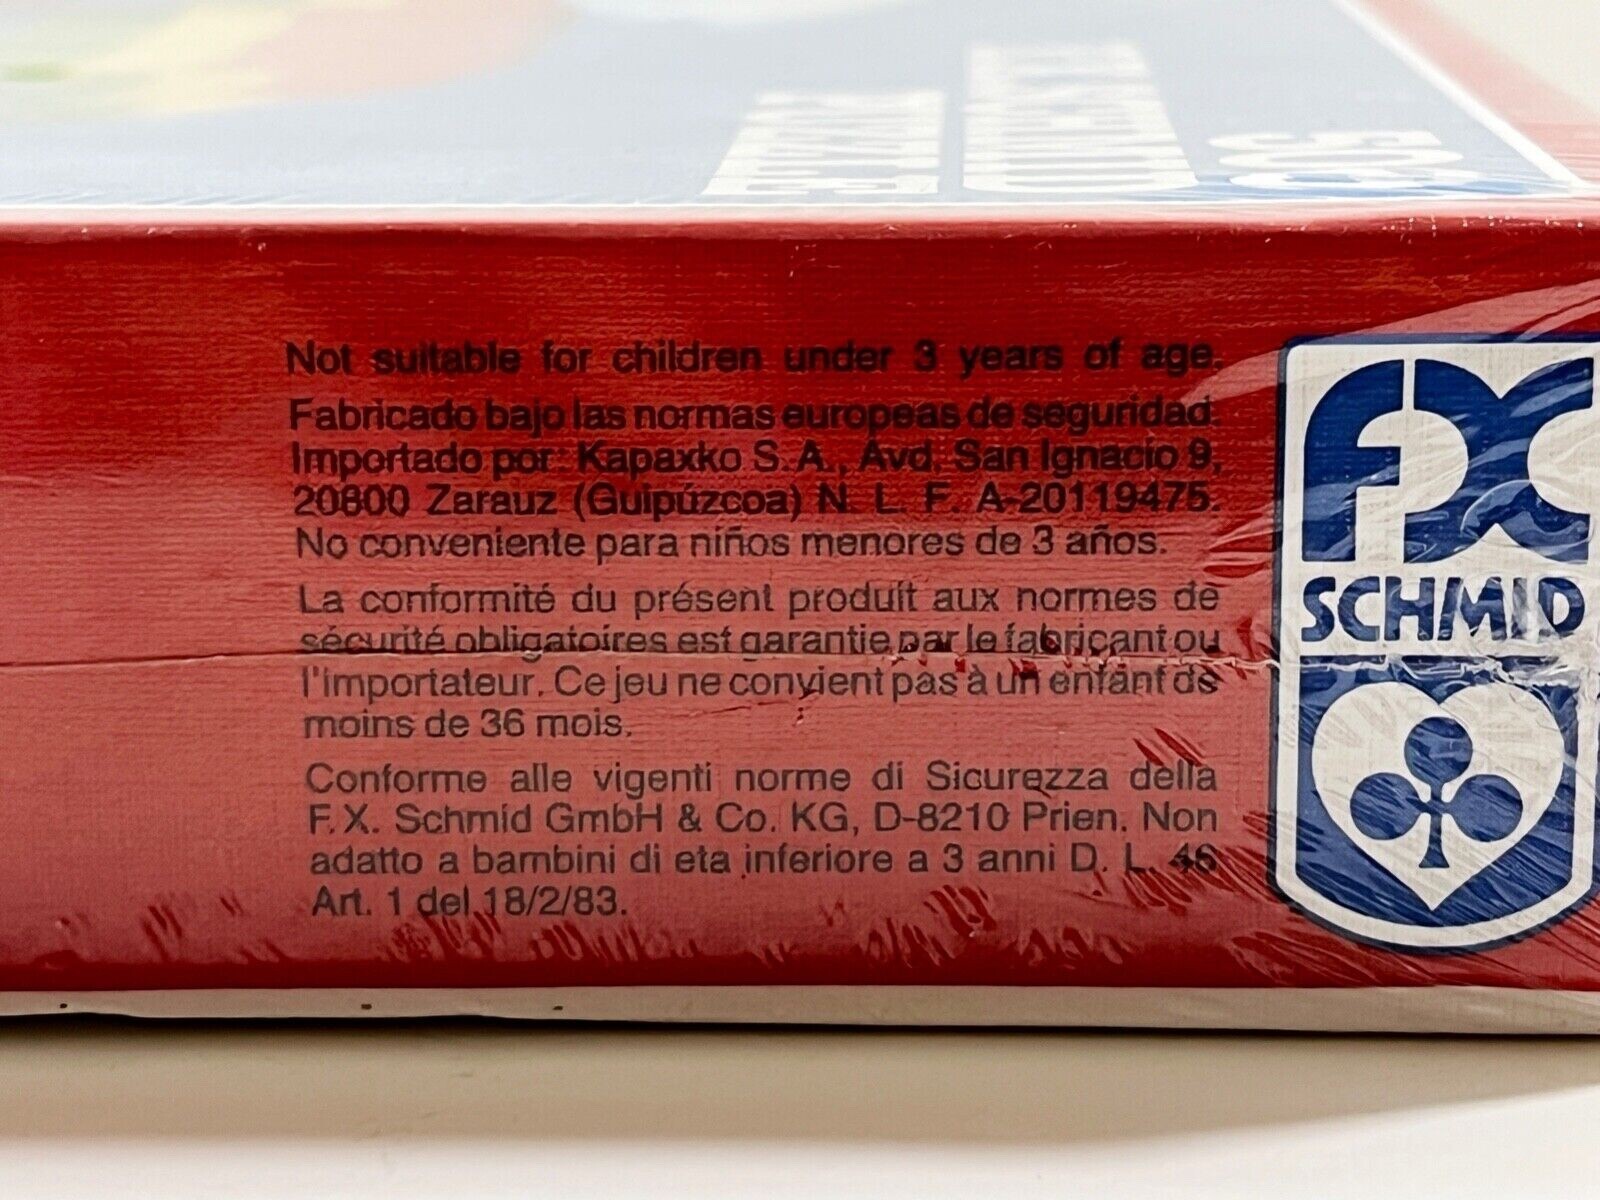 Not suitable for children under 3 years of age.
Fabricado bajo las normas europeas de seguridad.
Importado por: Kapaxko S.A., Avd. San Ignacio 9,
20800 Zarauz (Guipúzcoa) N. L. F. A-20119475.
No conveniente para niños menores de 3 años.
La conformité du présent produit aux normes de
sécurité obligatoires est garantie par le fabricant ou
l'importateur. Ce jeu ne convient pas à un enfant de
moins de 36 mois.
Conforme alle vigenti norme di Sicurezza della
F.X. Schmid GmbH & Co. KG, D-8210 Prien. Non
adatto a bambini di eta inferiore a 3 anni D. L. 46
Art. 1 del 18/2/83.
FX
SCHMID